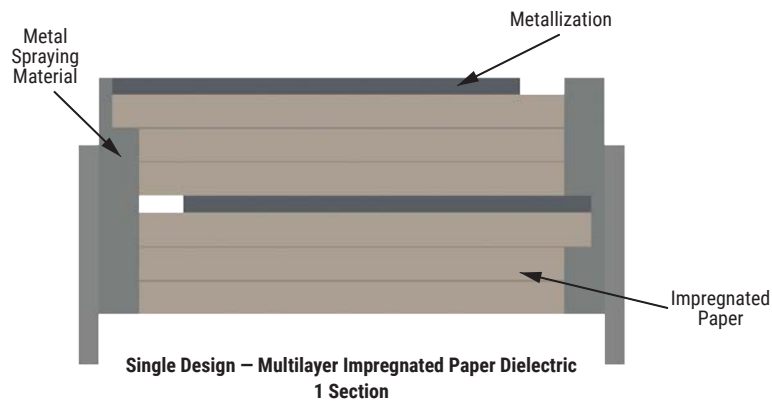 Metallization
Metal
Spraying
Material
Impregnated
Paper
Single Design — Multilayer Impregnated Paper Dielectric
1 Section